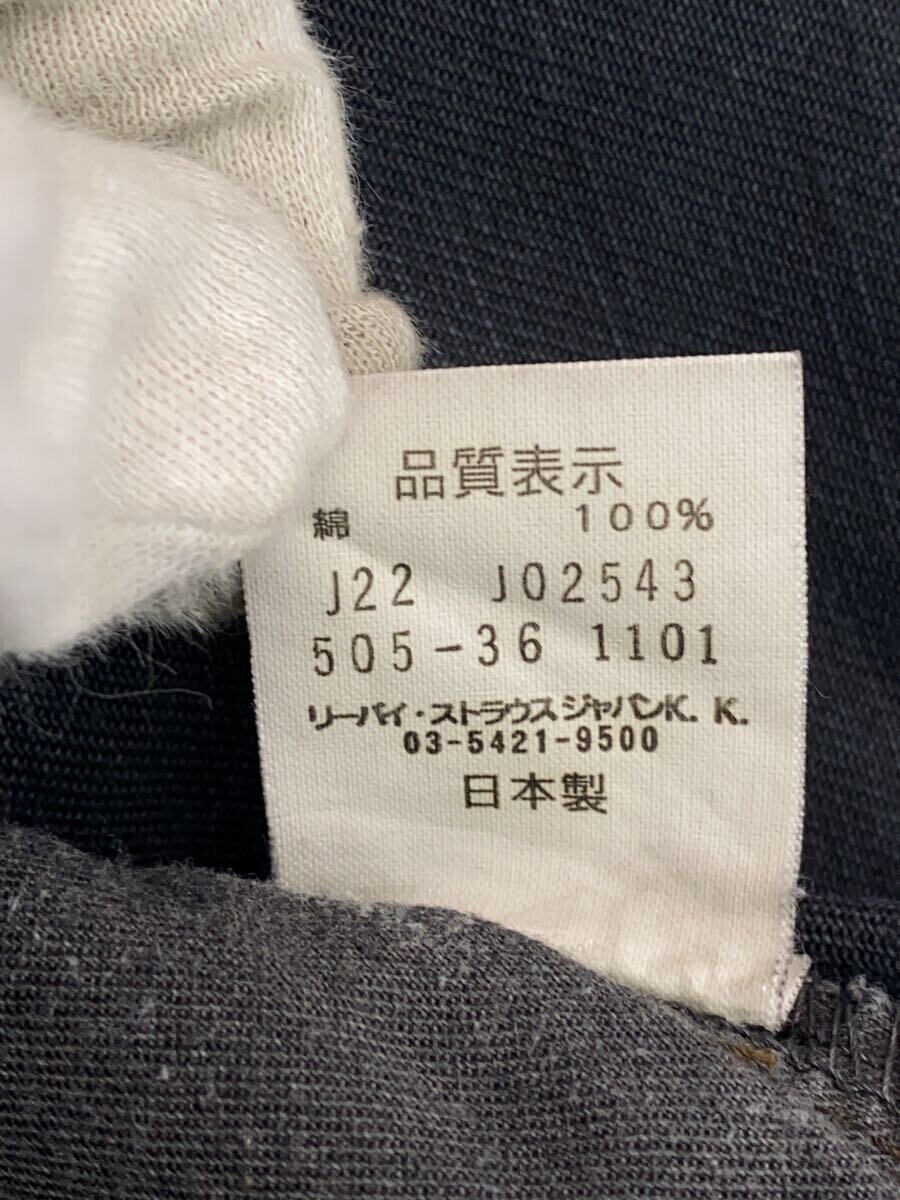 品質表示
綿 100%
J22 J02543
505-36 1101
リーバイ・ストラウスジャパンK.K.
03-5421-9500
日本製